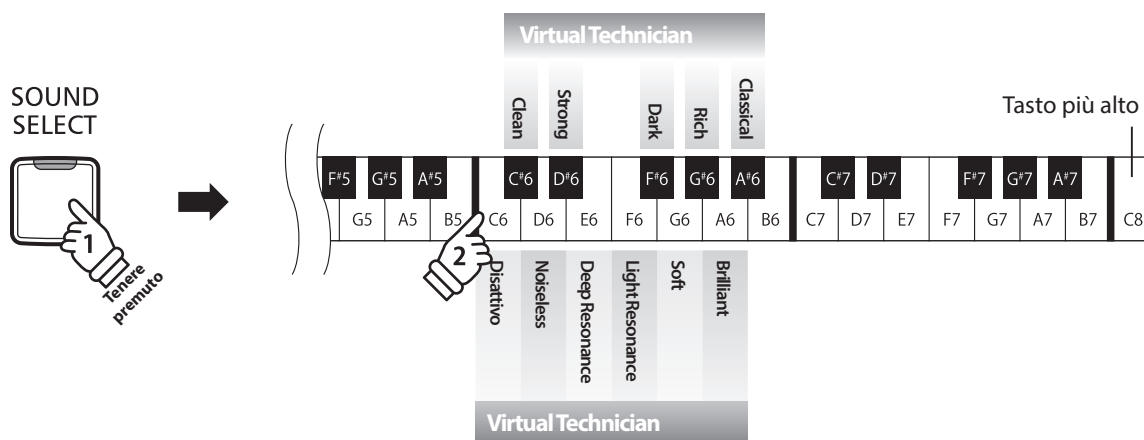 Virtual Technician
SOUND
SELECT
Clean
Strong
Dark
Rich
Classical
Tasto più alto
F#5 G#5 A#5 C#6 D#6 F#6 G#6 A#6 C#7 D#7 F#7 G#7 A#7
G5 A5 B5 C6 D6 E6 F6 G6 A6 B6 C7 D7 E7 F7 G7 A7 B7 C8
1
Tenere
premuto
2
Disattivo
Noiseless
Deep Resonance
Light Resonance
Soft
Brilliant
Virtual Technician